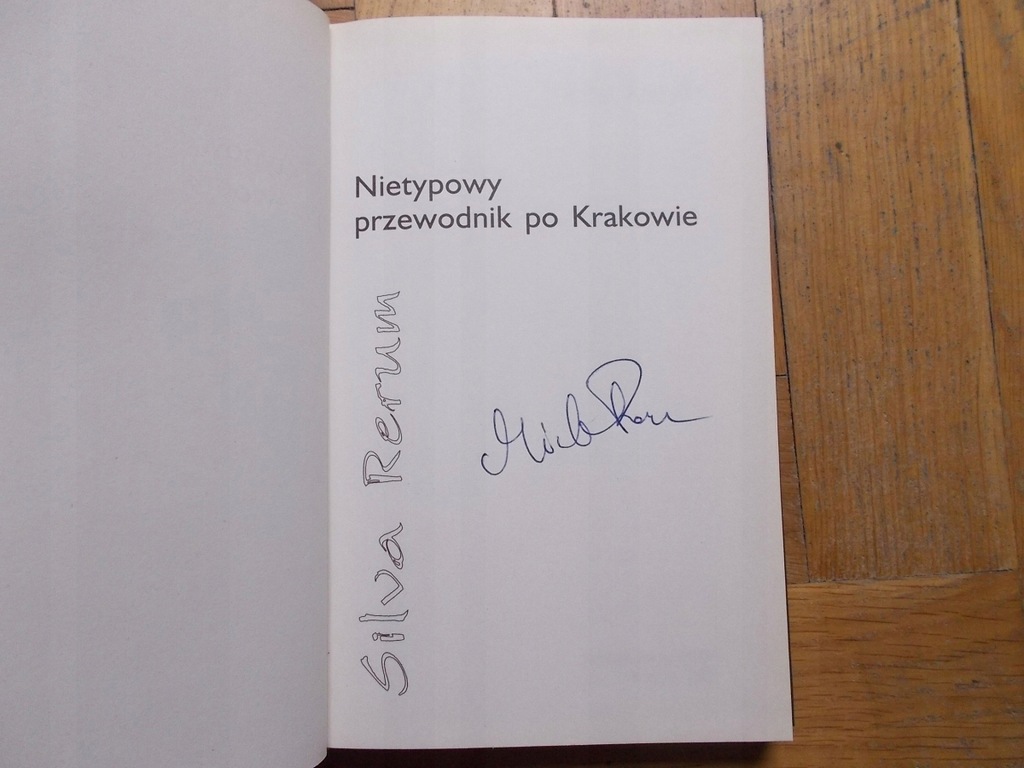 Nietypowy
przewodnik po Krakowie
Silva Rerum